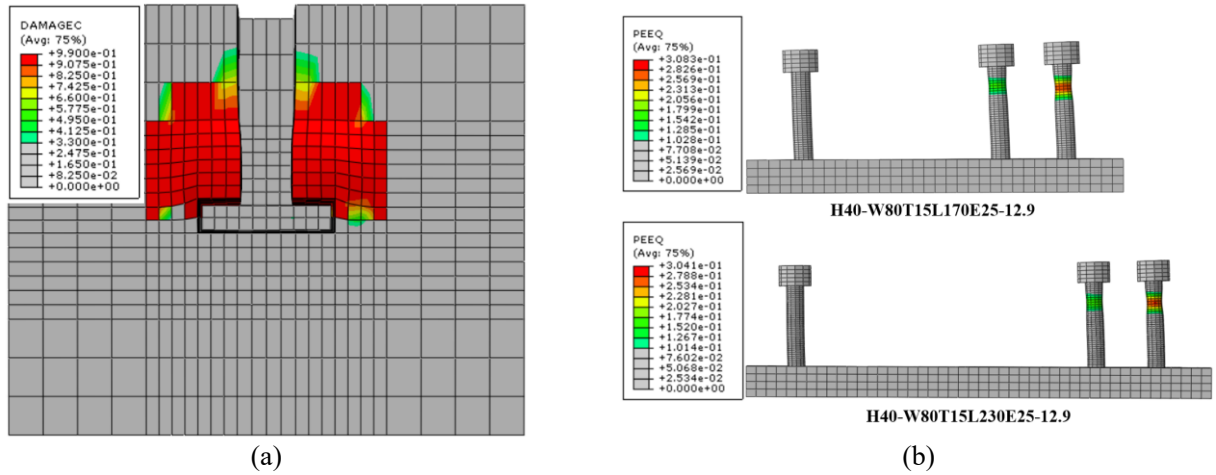 DAMAGEC
(Avg: 75%)
+9.900e-01
+9.075e-01
+8.250e-01
+7.425e-01
+6.600e-01
+5.775e-01
+4.950e-01
+4.125e-01
+3.300e-01
+2.475e-01
+1.650e-01
+8.250e-02
+0.000e+00
(a)
PEEQ
(Avg: 75%)
+3.083e-01
+2.826e-01
+2.569e-01
+2.313e-01
+2.056e-01
+1.799e-01
+1.542e-01
+1.285e-01
+1.028e-01
+7.708e-02
+5.139e-02
+2.569e-02
+0.000e+00
H40-W80T15L170E25-12.9
PEEQ
(Avg: 75%)
+3.041e-01
+2.788e-01
+2.534e-01
+2.281e-01
+2.027e-01
+1.774e-01
+1.520e-01
+1.267e-01
+1.014e-01
+7.602e-02
+5.068e-02
+2.534e-02
+0.000e+00
H40-W80T15L230E25-12.9
(b)